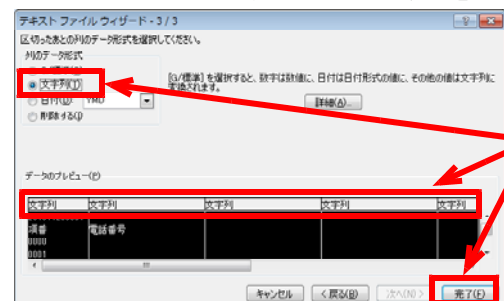 テキスト ファイル ウィザード - 3 / 3
区切ったあとの列のデータ形式を選択してください。
列のデータ形式
文字列(T)
[G/標準] を選択すると、数字は数値に、日付は日付形式の値に、その他の値は文字列に変換されます。
日付(D): YMD
詳細(A)...
削除する(I)
データのプレビュー(P)
文字列 文字列 文字列 文字列 文字列
項番 電話番号
0000
0001
キャンセル < 戻る(B) 次へ(N) > 完了(F)